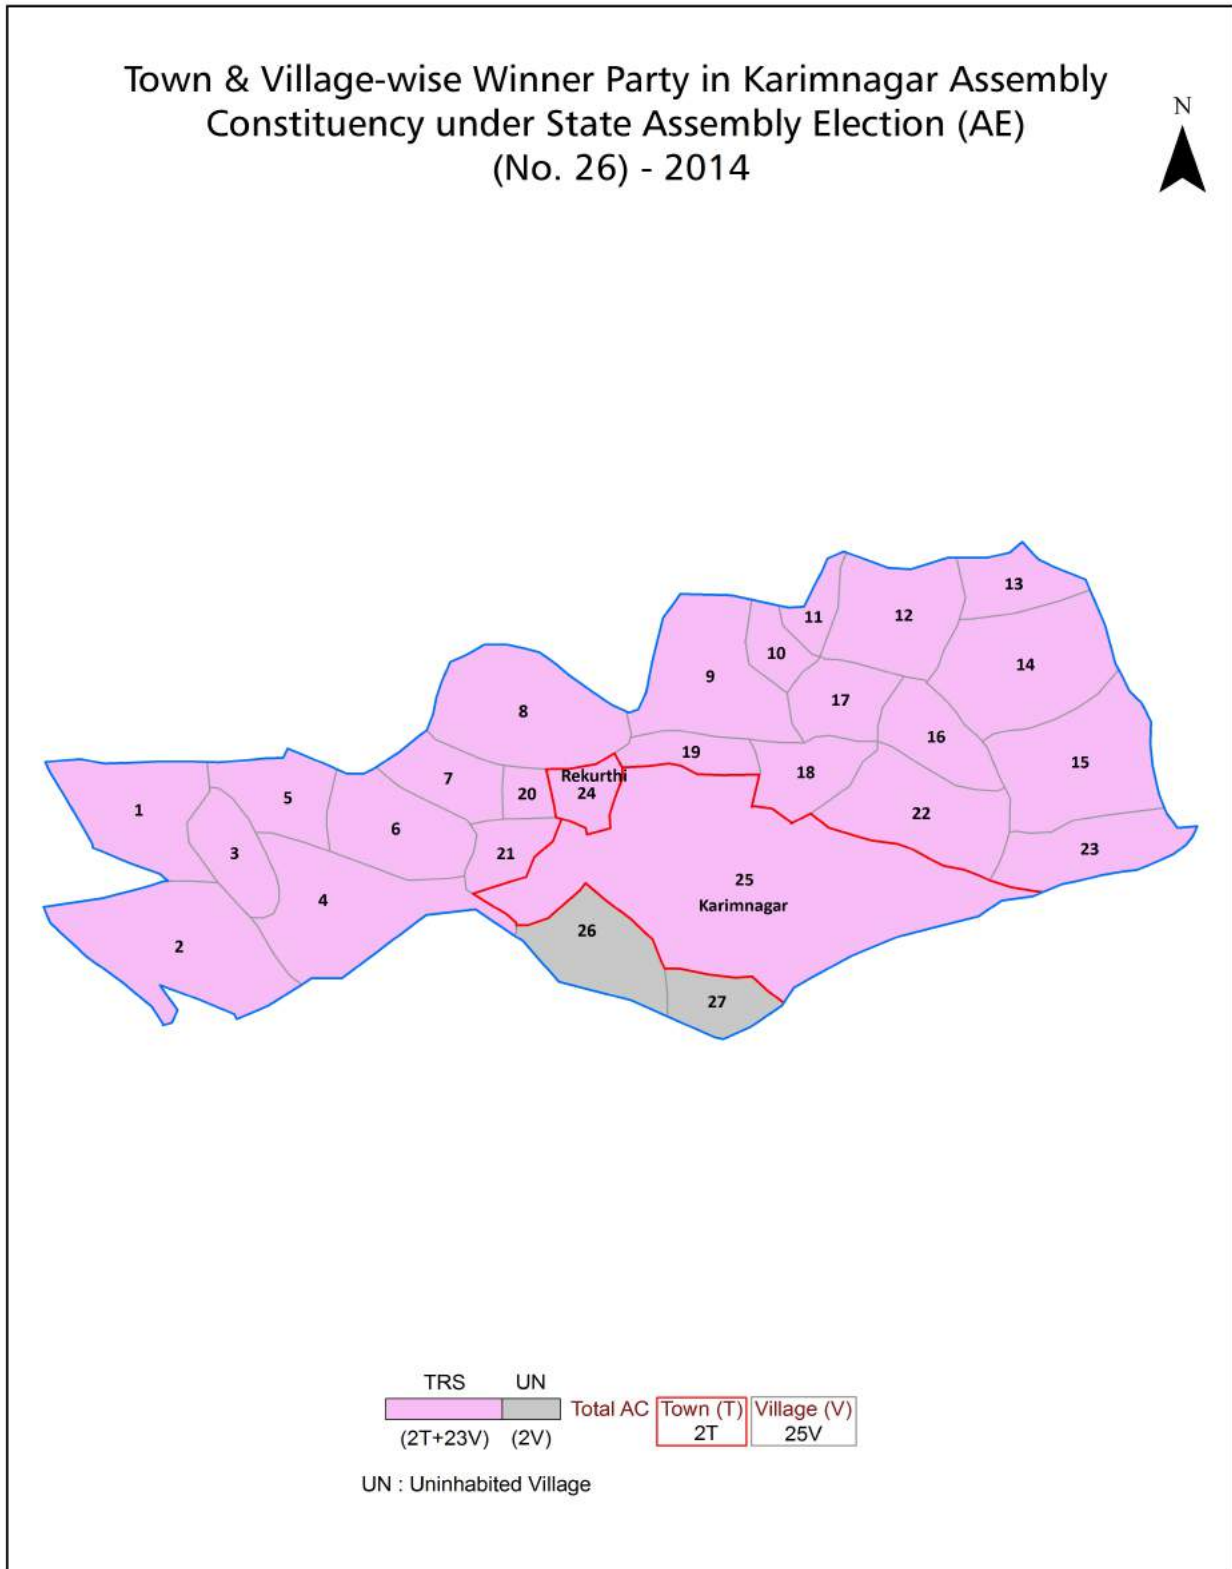 Town & Village-wise Winner Party in Karimnagar Assembly
Constituency under State Assembly Election (AE)
(No. 26) - 2014
N
13
11
12
10
14
9
17
8
16
19
15
18
7
Rekurthi
20
24
5
1
22
6
23
3
21
25
4
Karimnagar
26
2
27
TRS UN
Total AC Town (T) Village (V)
(2T+23V) (2V) 2T 25V
UN : Uninhabited Village